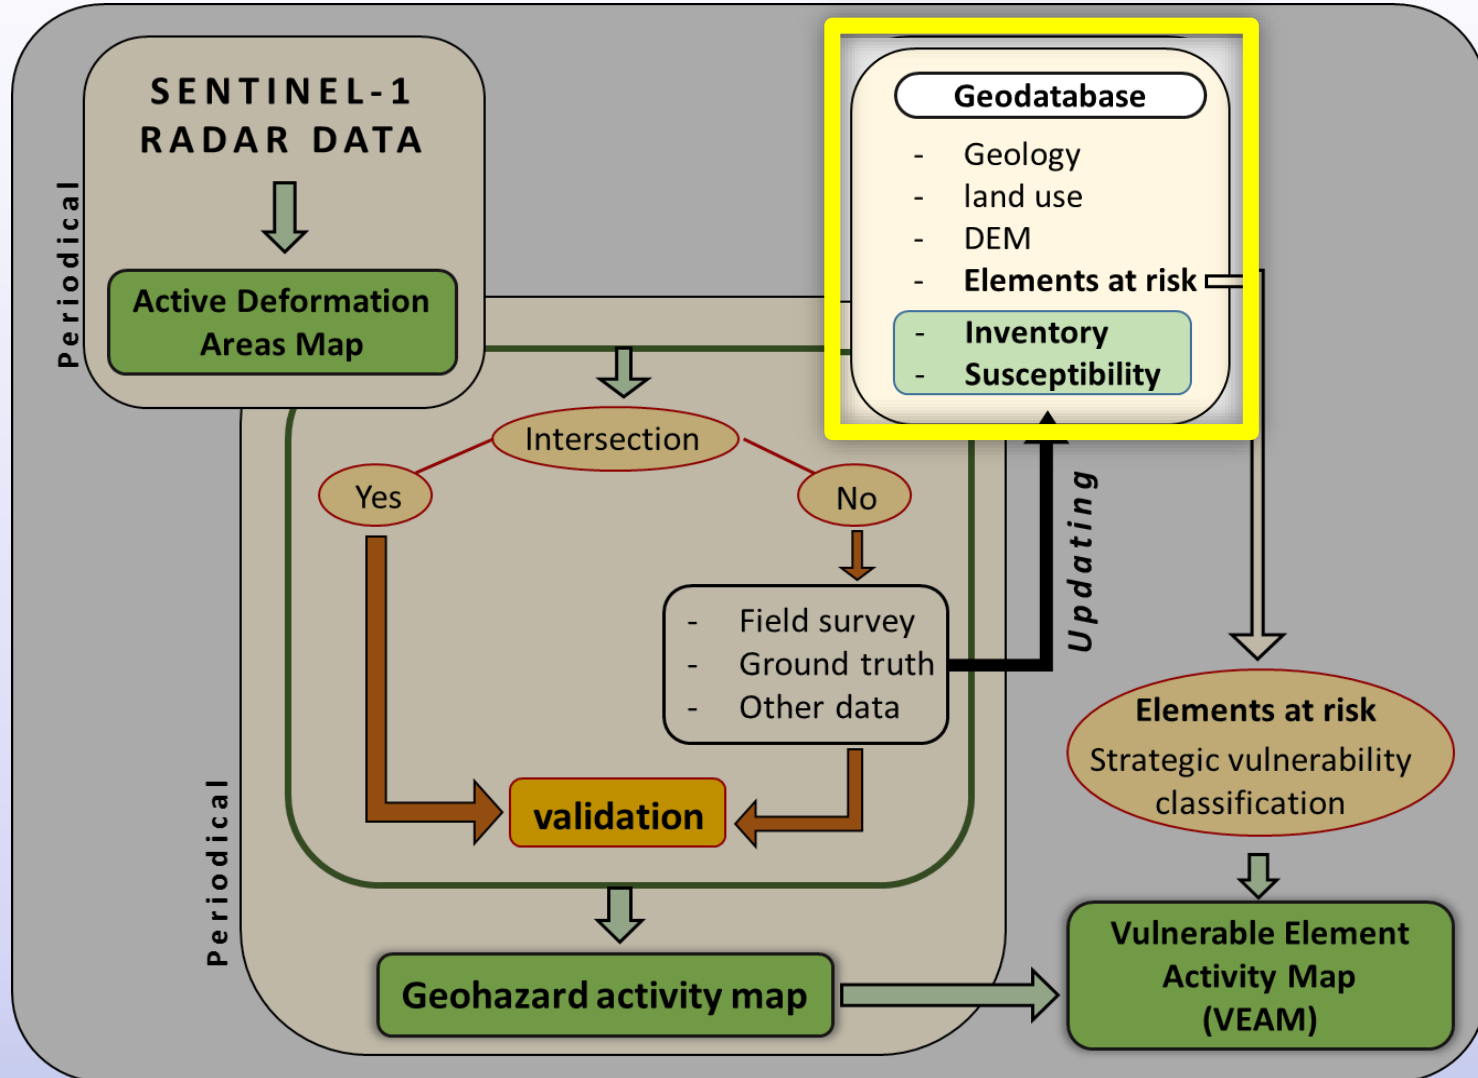 SENTINEL-1
RADAR DATA
Periodical
Active Deformation
Areas Map
Geodatabase
- Geology
- land use
- DEM
- Elements at risk
- Inventory
- Susceptibility
Intersection
Yes
No
- Field survey
- Ground truth
- Other data
Updating
validation
Periodical
Geohazard activity map
Elements at risk
Strategic vulnerability
classification
Vulnerable Element
Activity Map
(VEAM)